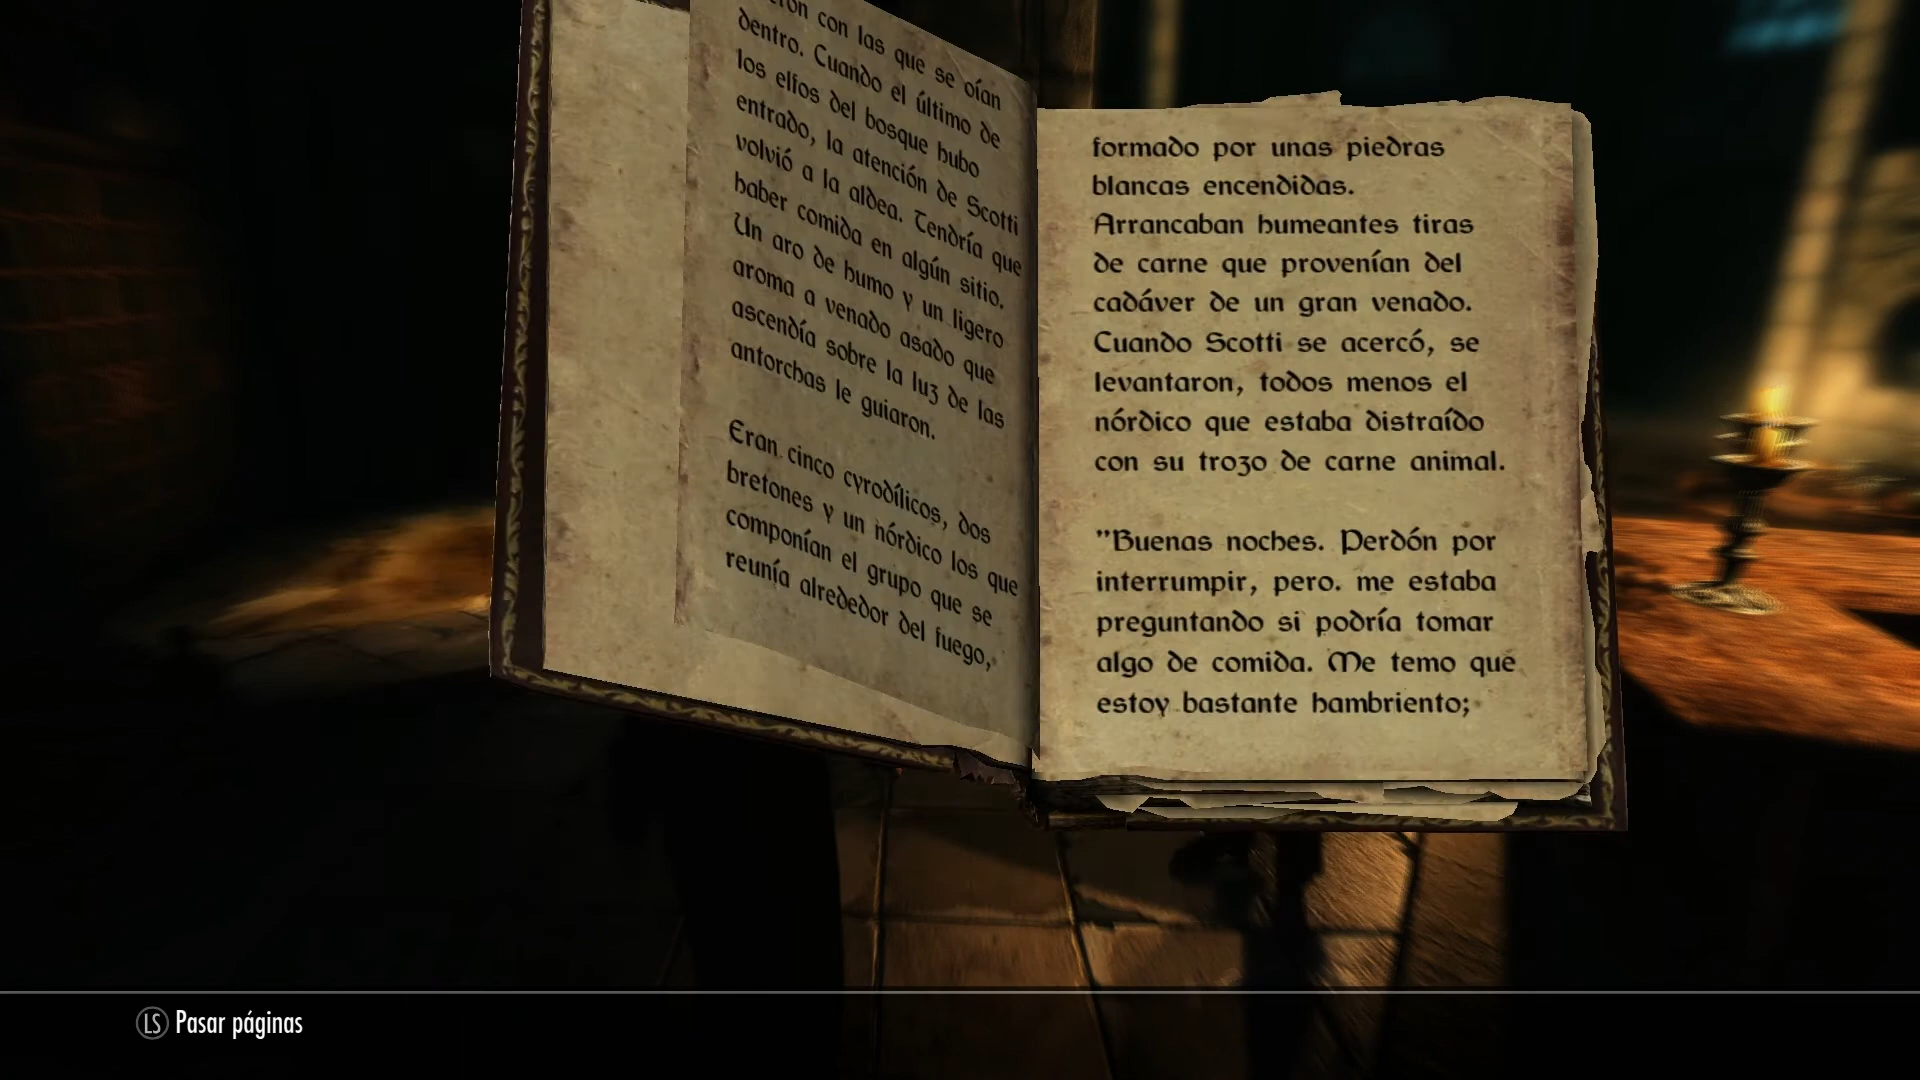 con las que se oían
dentro. Cuando el último de
los elfos del bosque hubo
entrado, la atención de Scotti
volvió a la aldea. Tendría que
haber comida en algún sitio.
Un aro de humo y un ligero
aroma a venado asado que
ascendía sobre la luz de las
antorchas le guiaron.
Eran cinco cyrodílicos, dos
bretones y un nórdico los que
componían el grupo que se
reunía alrededor del fuego,
formado por unas piedras
blancas encendidas.
Arrancaban humeantes tiras
de carne que provenían del
cadáver de un gran venado.
Cuando Scotti se acercó, se
levantaron, todos menos el
nórdico que estaba distraído
con su trozo de carne animal.
"Buenas noches. Perdón por
interrumpir, pero. me estaba
preguntando si podría tomar
algo de comida. Me temo que
estoy bastante hambriento;
LS Pasar páginas